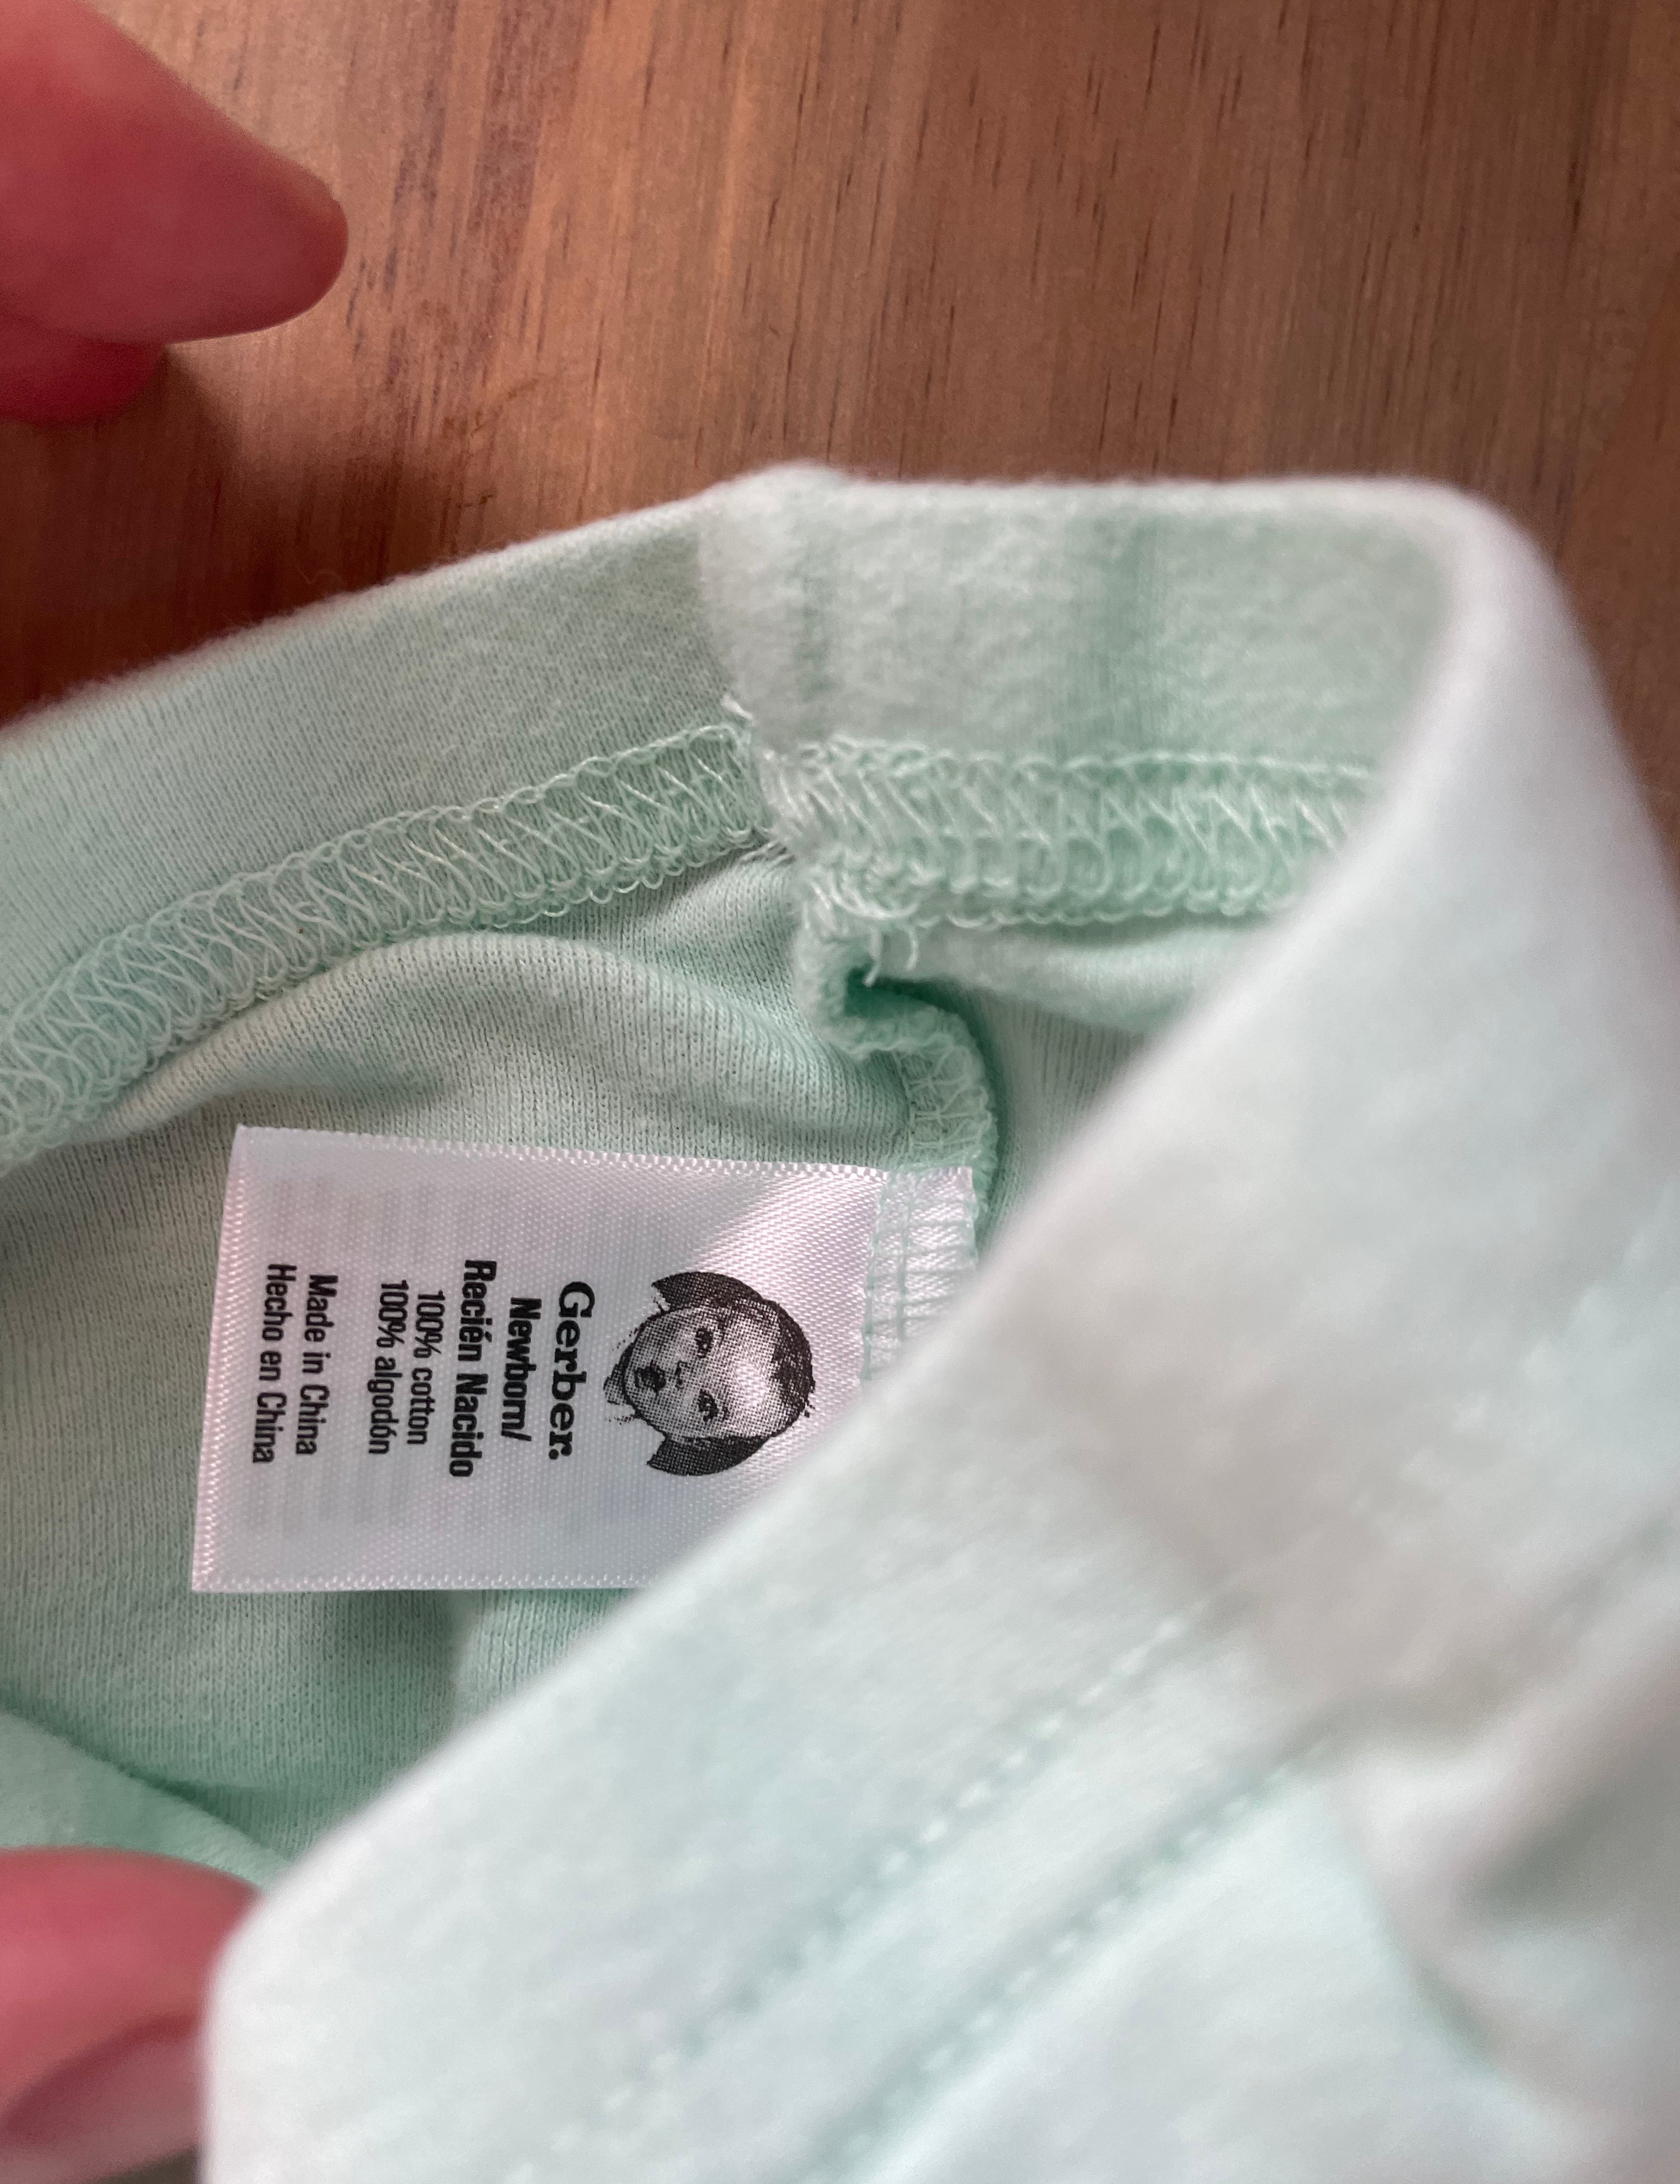 Gerber.
Newborn/
Recién Nacido
100% cotton
100% algodón
Made in China
Hecho en China